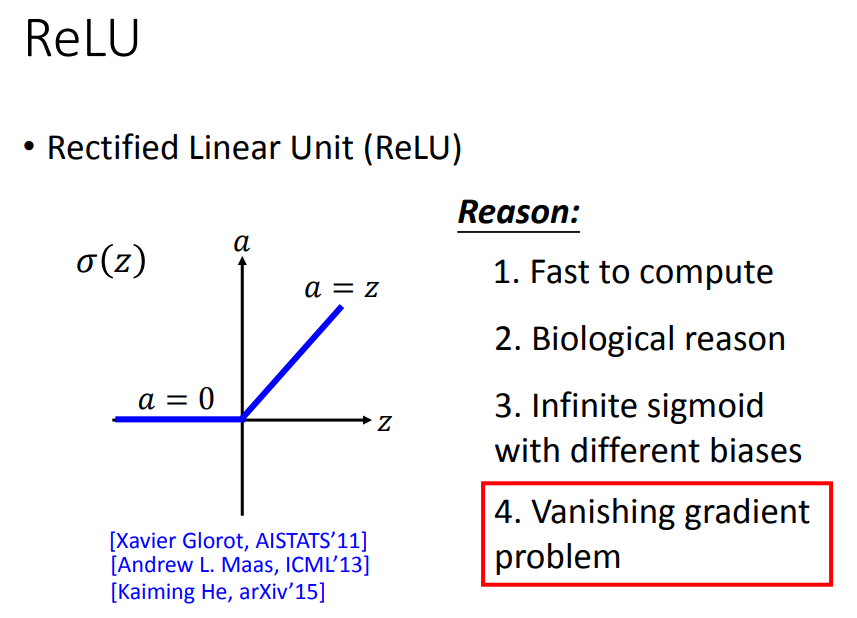 ReLU
• Rectified Linear Unit (ReLU)
Reason:
σ(z)
a
a = z
a = 0
z
1. Fast to compute
2. Biological reason
3. Infinite sigmoid
with different biases
4. Vanishing gradient
problem
[Xavier Glorot, AISTATS’11]
[Andrew L. Maas, ICML’13]
[Kaiming He, arXiv’15]